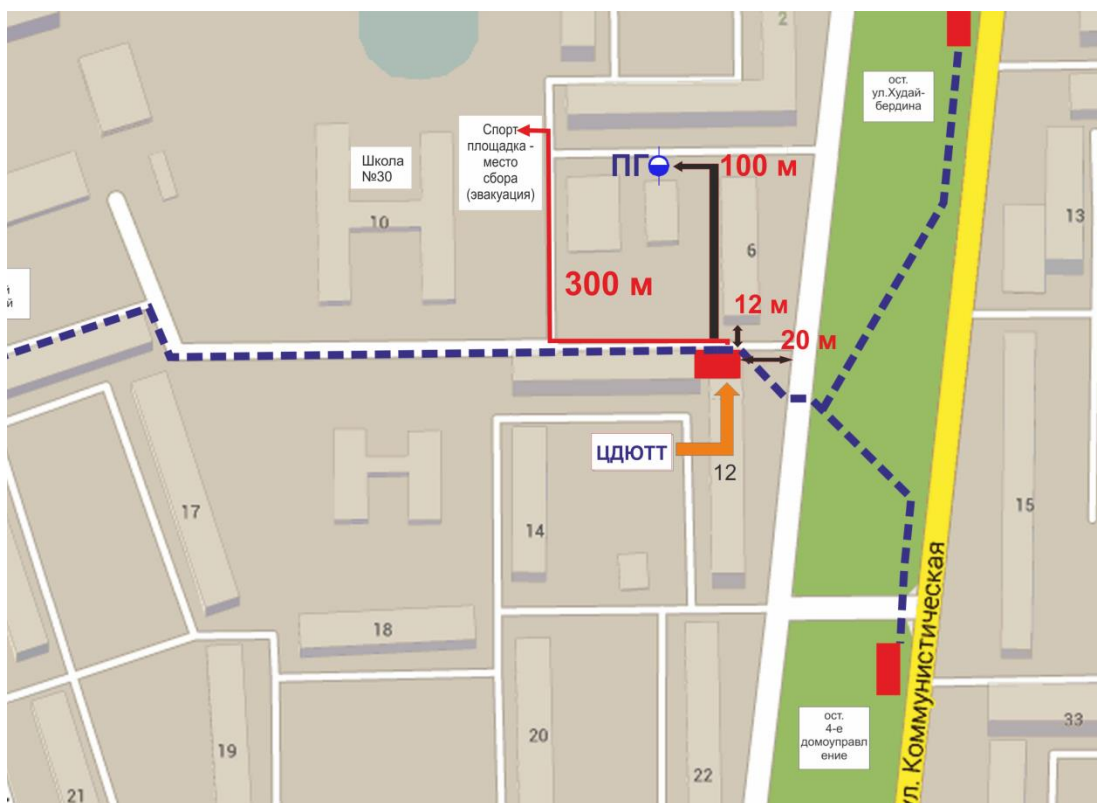 2
ост.
ул.Худай-
бердина
Спорт
площадка -
место
сбора
(эвакуация)
Школа
№30
ПГ
100 м
10
6
13
300 м
12 м
20 м
й
й
ЦДЮТТ
12
17
14
15
18
ул. Коммунистическая
19
20
22
21
ост.
4-е
домоуправл
ение
33